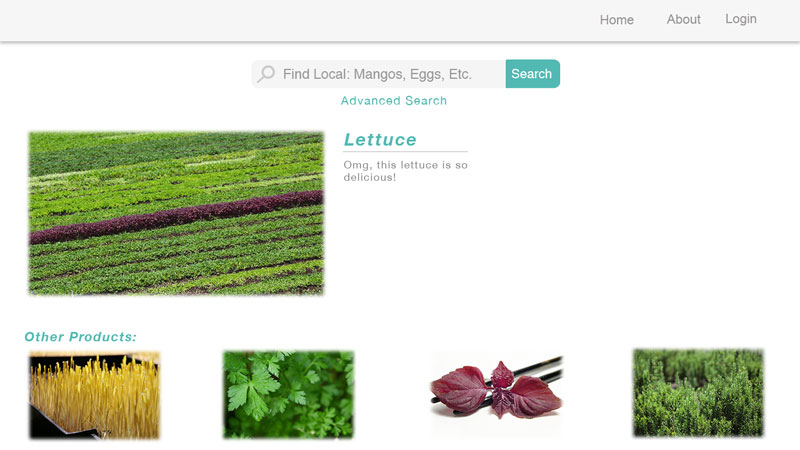 Home About Login
Find Local: Mangos, Eggs, Etc. Search
Advanced Search
Lettuce
Omg, this lettuce is so
delicious!
Other Products: